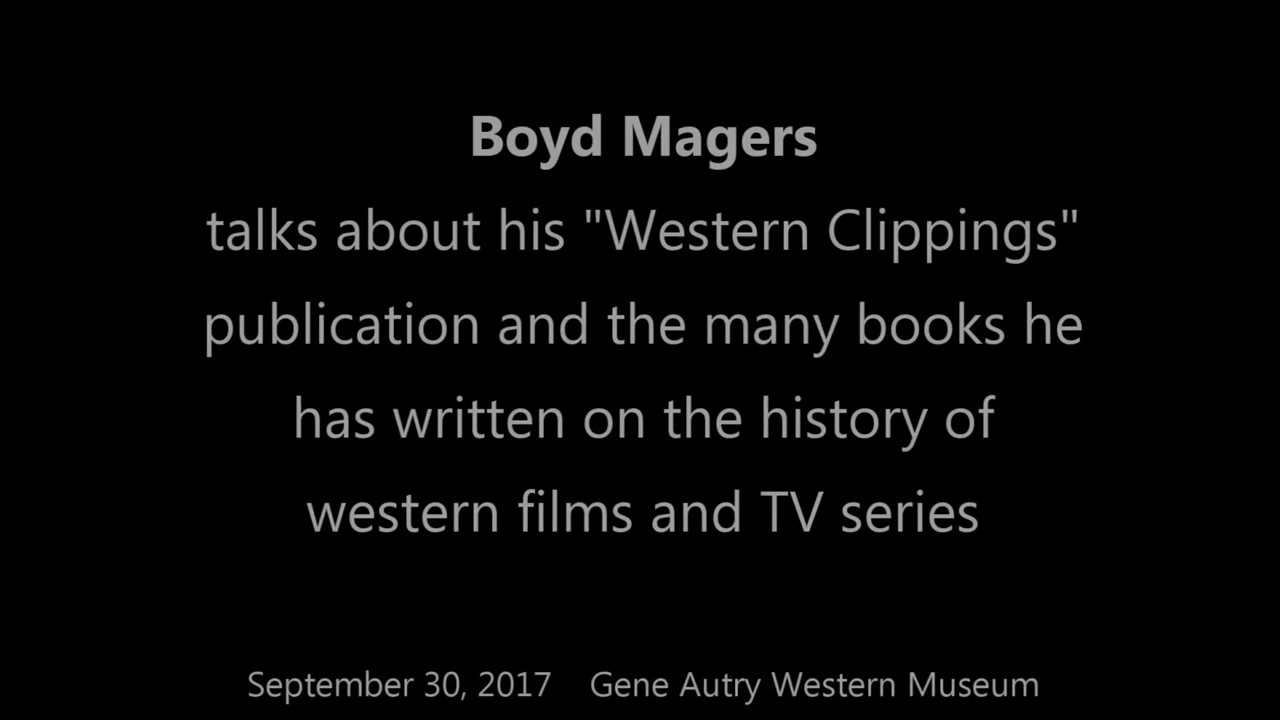 Boyd Magers
talks about his "Western Clippings"
publication and the many books he
has written on the history of
western films and TV series
September 30, 2017 Gene Autry Western Museum